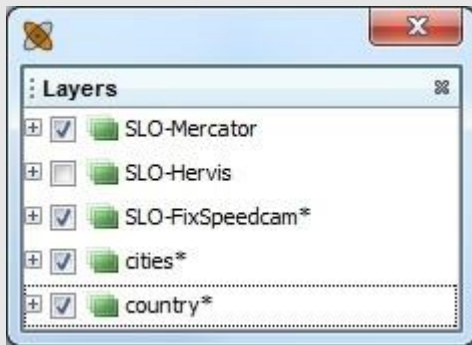 Layers
SLO-Mercator
SLO-Hervis
SLO-FixSpeedcam*
cities*
country*